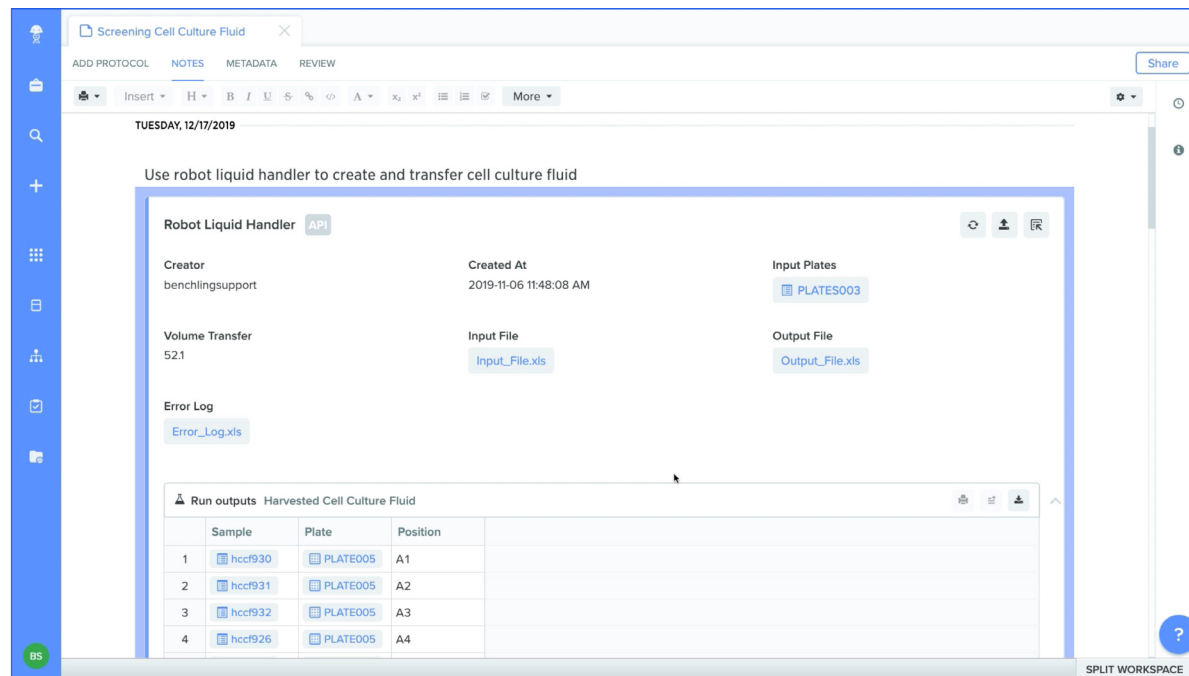 Screening Cell Culture Fluid
ADD PROTOCOL NOTES METADATA REVIEW
Share
Insert H B I U S A x₂ x² More
TUESDAY, 12/17/2019
Use robot liquid handler to create and transfer cell culture fluid
Robot Liquid Handler API
Creator Created At Input Plates
benchlingsupport 2019-11-06 11:48:08 AM PLATES003
Volume Transfer Input File Output File
52.1 Input_File.xls Output_File.xls
Error Log
Error_Log.xls
Run outputs Harvested Cell Culture Fluid
Sample Plate Position
1 hccf930 PLATE005 A1
2 hccf931 PLATE005 A2
3 hccf932 PLATE005 A3
4 hccf926 PLATE005 A4
?
BS
SPLIT WORKSPACE